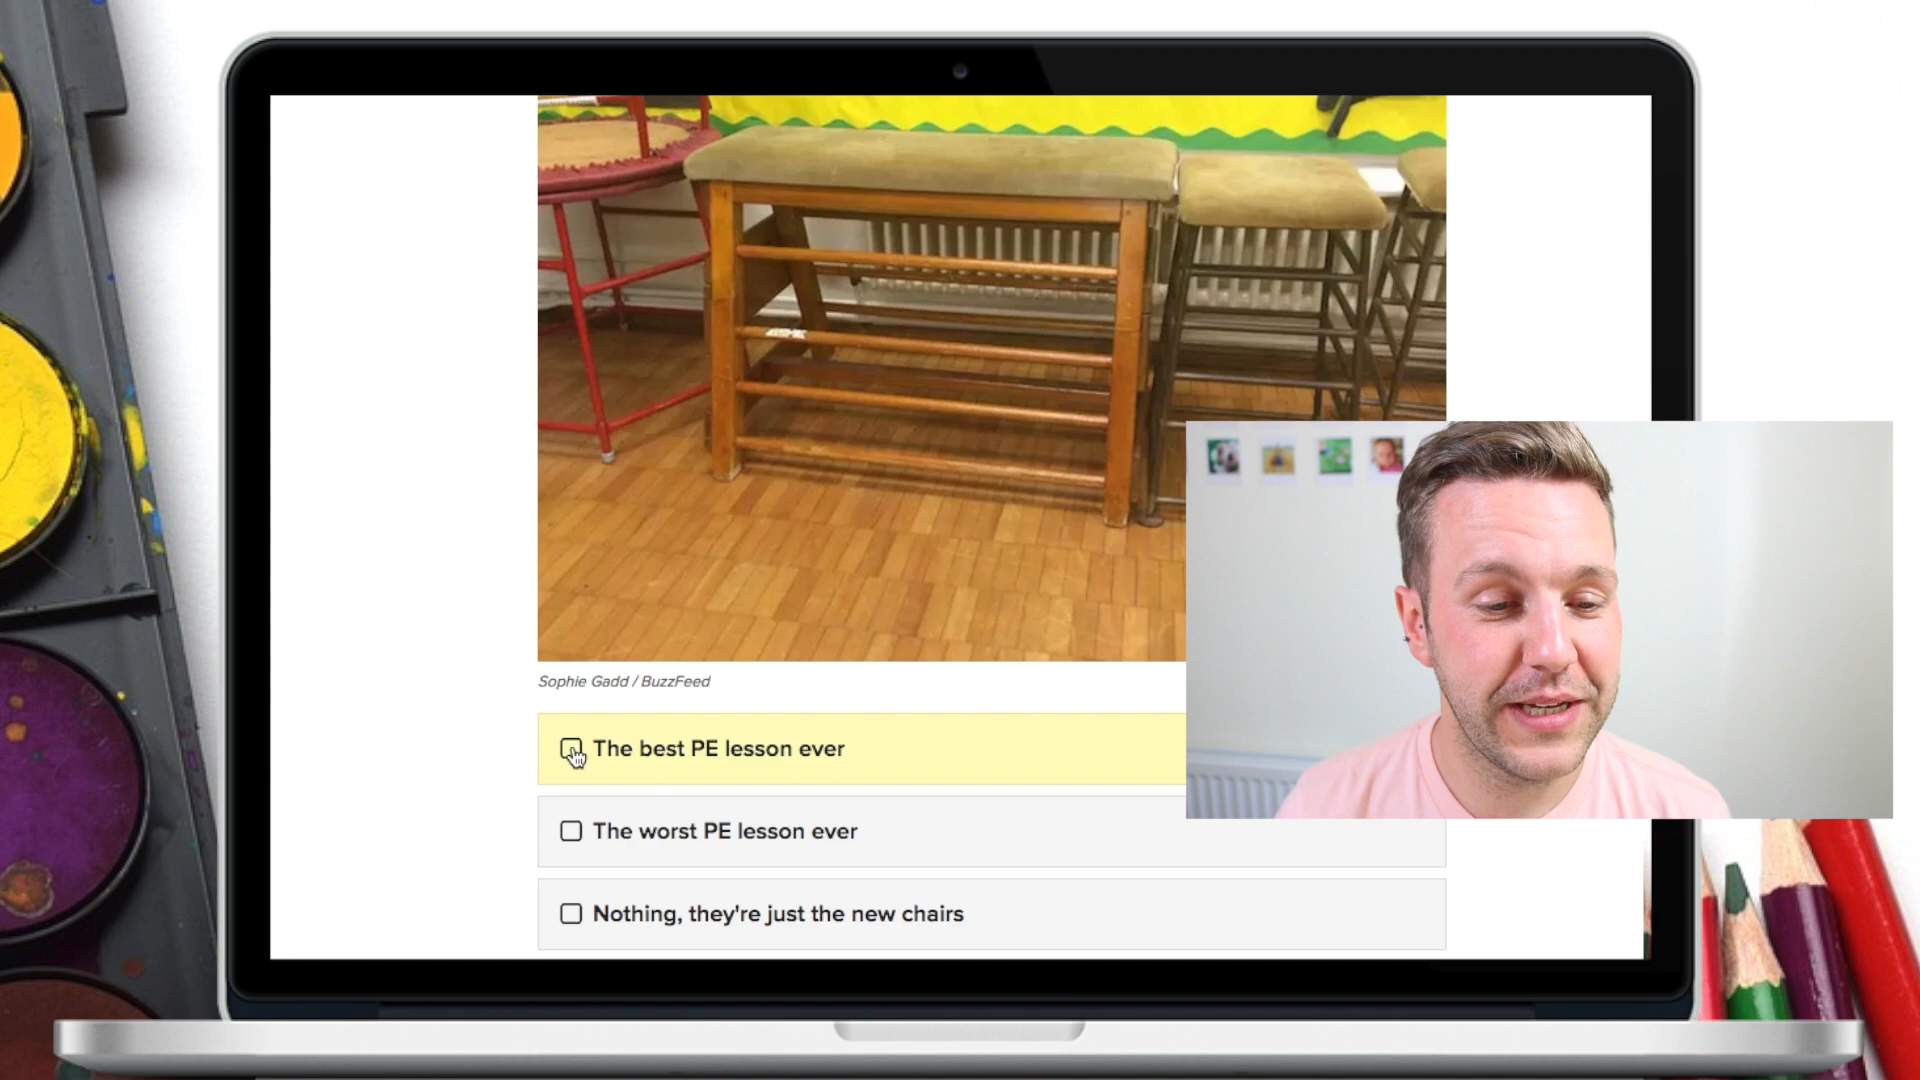 Sophie Gadd / BuzzFeed
The best PE lesson ever
The worst PE lesson ever
Nothing, they're just the new chairs